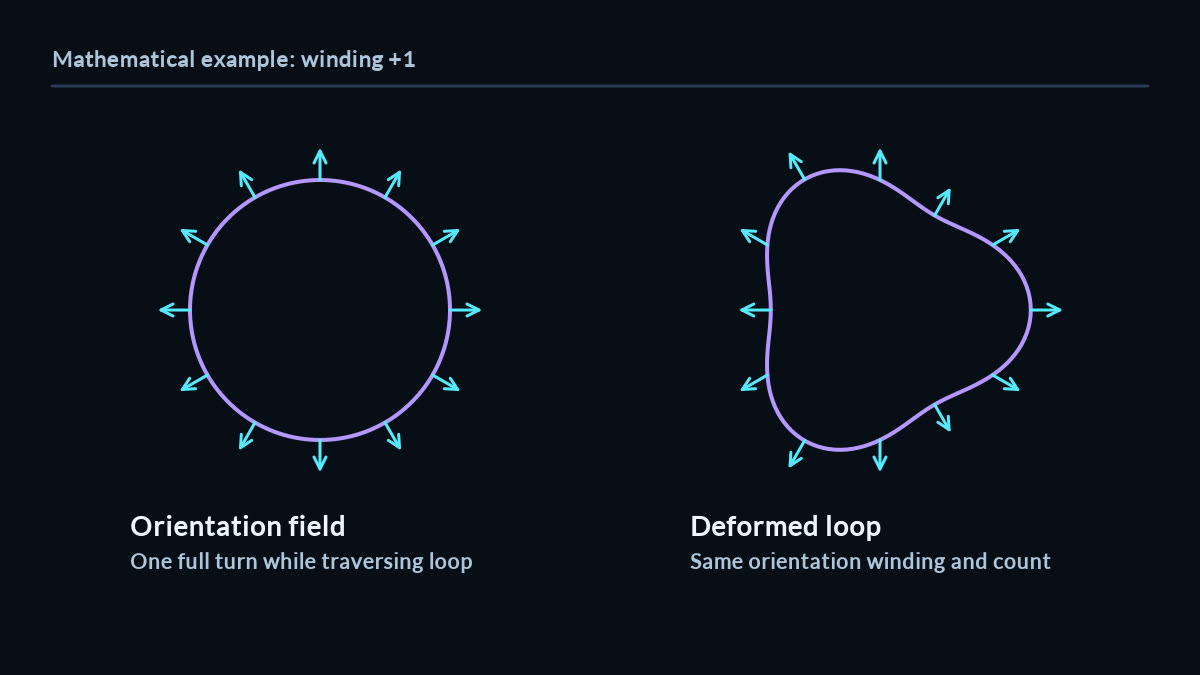 Mathematical example: winding +1
Orientation field
One full turn while traversing loop
Deformed loop
Same orientation winding and count